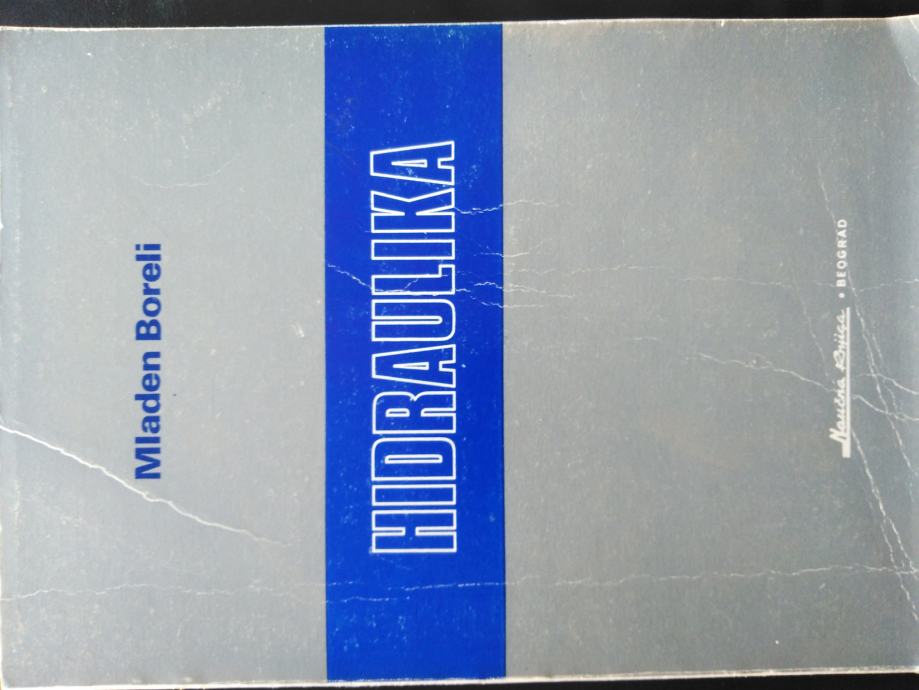 Mladen Boreli
HIDRAULIKA
Naučna Knjiga • BEOGRAD